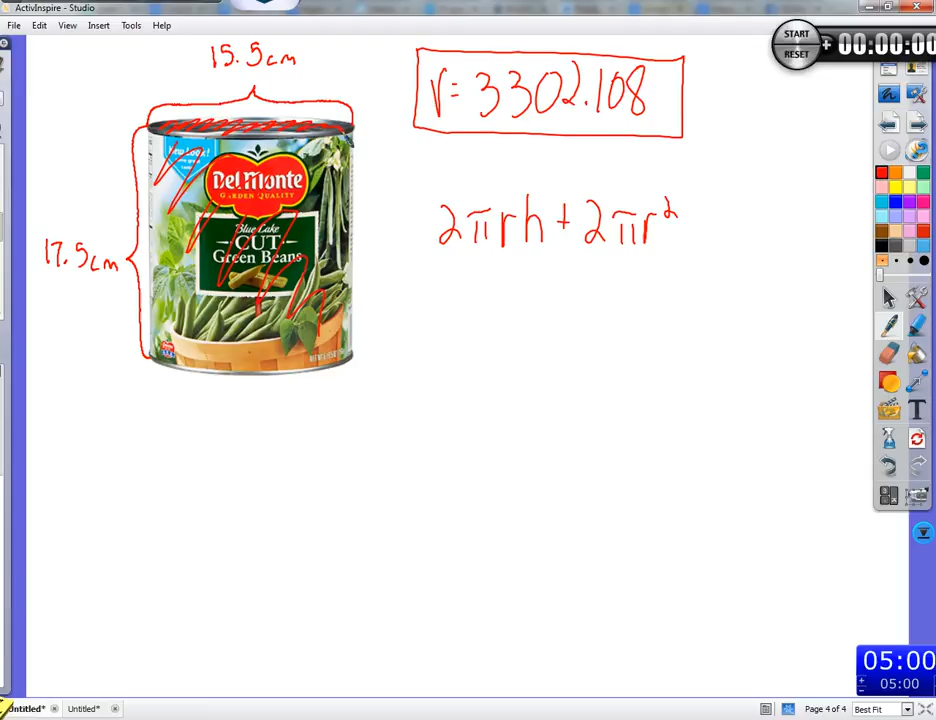 ActivInspire - Studio
File Edit View Insert Tools Help
START
RESET
00:00:00
15.5cm
V= 3302.108
New Look!
Del Monte
GARDEN QUALITY
Blue Lake
CUT
Green Beans
17.5cm
2πrh + 2πr²
T
05:00
05:00
Untitled* Untitled* Page 4 of 4 Best Fit